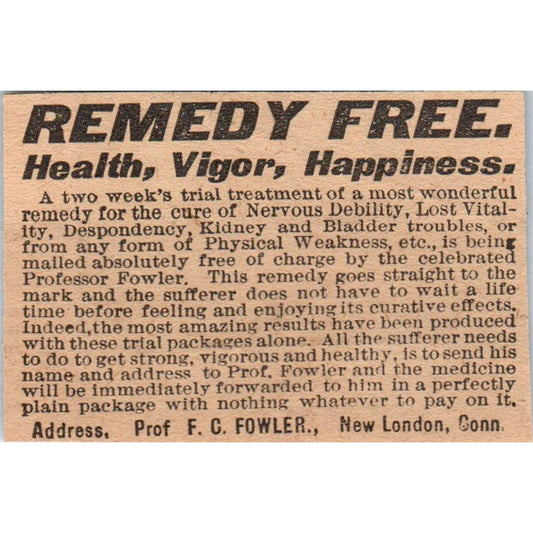 REMEDY FREE.
Health, Vigor, Happiness.
A two week's trial treatment of a most wonderful
remedy for the cure of Nervous Debility, Lost Vital-
ity, Despondency, Kidney and Bladder troubles, or
from any form of Physical Weakness, etc., is being
mailed absolutely free of charge by the celebrated
Professor Fowler. This remedy goes straight to the
mark and the sufferer does not have to wait a life
time before feeling and enjoying its curative effects.
Indeed,the most amazing results have been produced
with these trial packages alone. All the sufferer needs
to do to get strong, vigorous and healthy, is to send his
name and address to Prof. Fowler and the medicine
will be immediately forwarded to him in a perfectly
plain package with nothing whatever to pay on it.
Address. Prof F. C. FOWLER., New London, Conn.